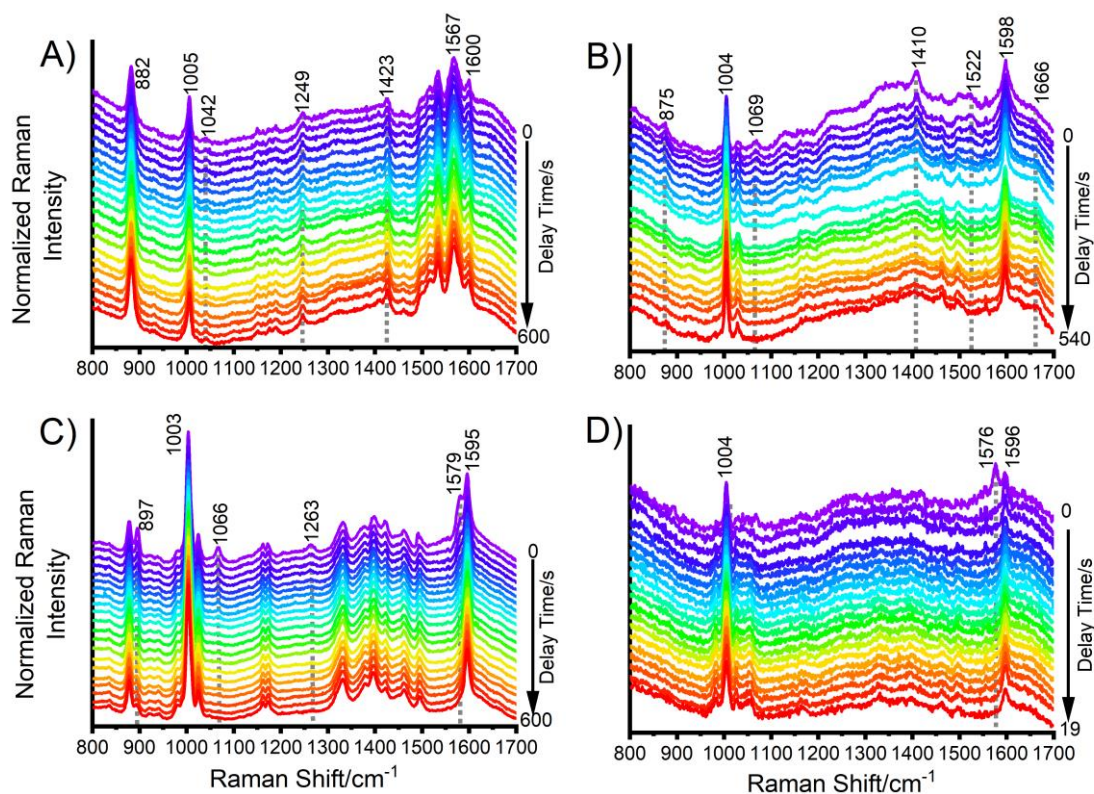 A)
882
1005
1042
1249
1423
1567
1600
Normalized Raman
Intensity
0
Delay Time/s
600
800 900 1000 1100 1200 1300 1400 1500 1600 1700
B)
875
1004
1069
1410
1522
1598
1666
0
Delay Time/s
540
800 900 1000 1100 1200 1300 1400 1500 1600 1700
C)
897
1003
1066
1263
1579
1595
Normalized Raman
Intensity
0
Delay Time/s
600
800 900 1000 1100 1200 1300 1400 1500 1600 1700
Raman Shift/cm⁻¹
D)
1004
1576
1596
0
Delay Time/s
19
800 900 1000 1100 1200 1300 1400 1500 1600 1700
Raman Shift/cm⁻¹